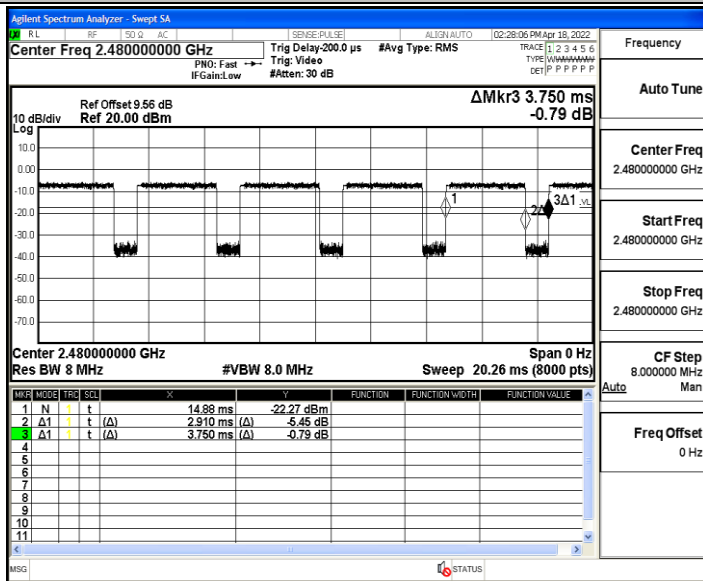 Agilent Spectrum Analyzer - Swept SA
LXI RL RF 50 Ω AC SENSE:PULSE ALIGN AUTO 02:28:06 PM Apr 18, 2022
Center Freq 2.480000000 GHz
PNO: Fast
IFGain:Low
Trig Delay-200.0 µs
Trig: Video
#Atten: 30 dB
#Avg Type: RMS
TRACE 1 2 3 4 5 6
TYPE WWWWWW
DET P P P P P P
Ref Offset 9.56 dB
10 dB/div Ref 20.00 dBm
ΔMkr3 3.750 ms
-0.79 dB
Log
10.0
0.00
-10.0
-20.0
-30.0
-40.0
-50.0
-60.0
-70.0
1
2Δ
3Δ1
VL
Center 2.480000000 GHz Span 0 Hz
Res BW 8 MHz #VBW 8.0 MHz Sweep 20.26 ms (8000 pts)
MKR MODE TRC SCL X Y FUNCTION FUNCTION WIDTH FUNCTION VALUE
1 N 1 t 14.88 ms -22.27 dBm
2 Δ1 1 t (Δ) 2.910 ms (Δ) -5.45 dB
3 Δ1 1 t (Δ) 3.750 ms (Δ) -0.79 dB
4
5
6
7
8
9
10
11
MSG STATUS
Frequency
Auto Tune
Center Freq
2.480000000 GHz
Start Freq
2.480000000 GHz
Stop Freq
2.480000000 GHz
CF Step
8.000000 MHz
Auto Man
Freq Offset
0 Hz